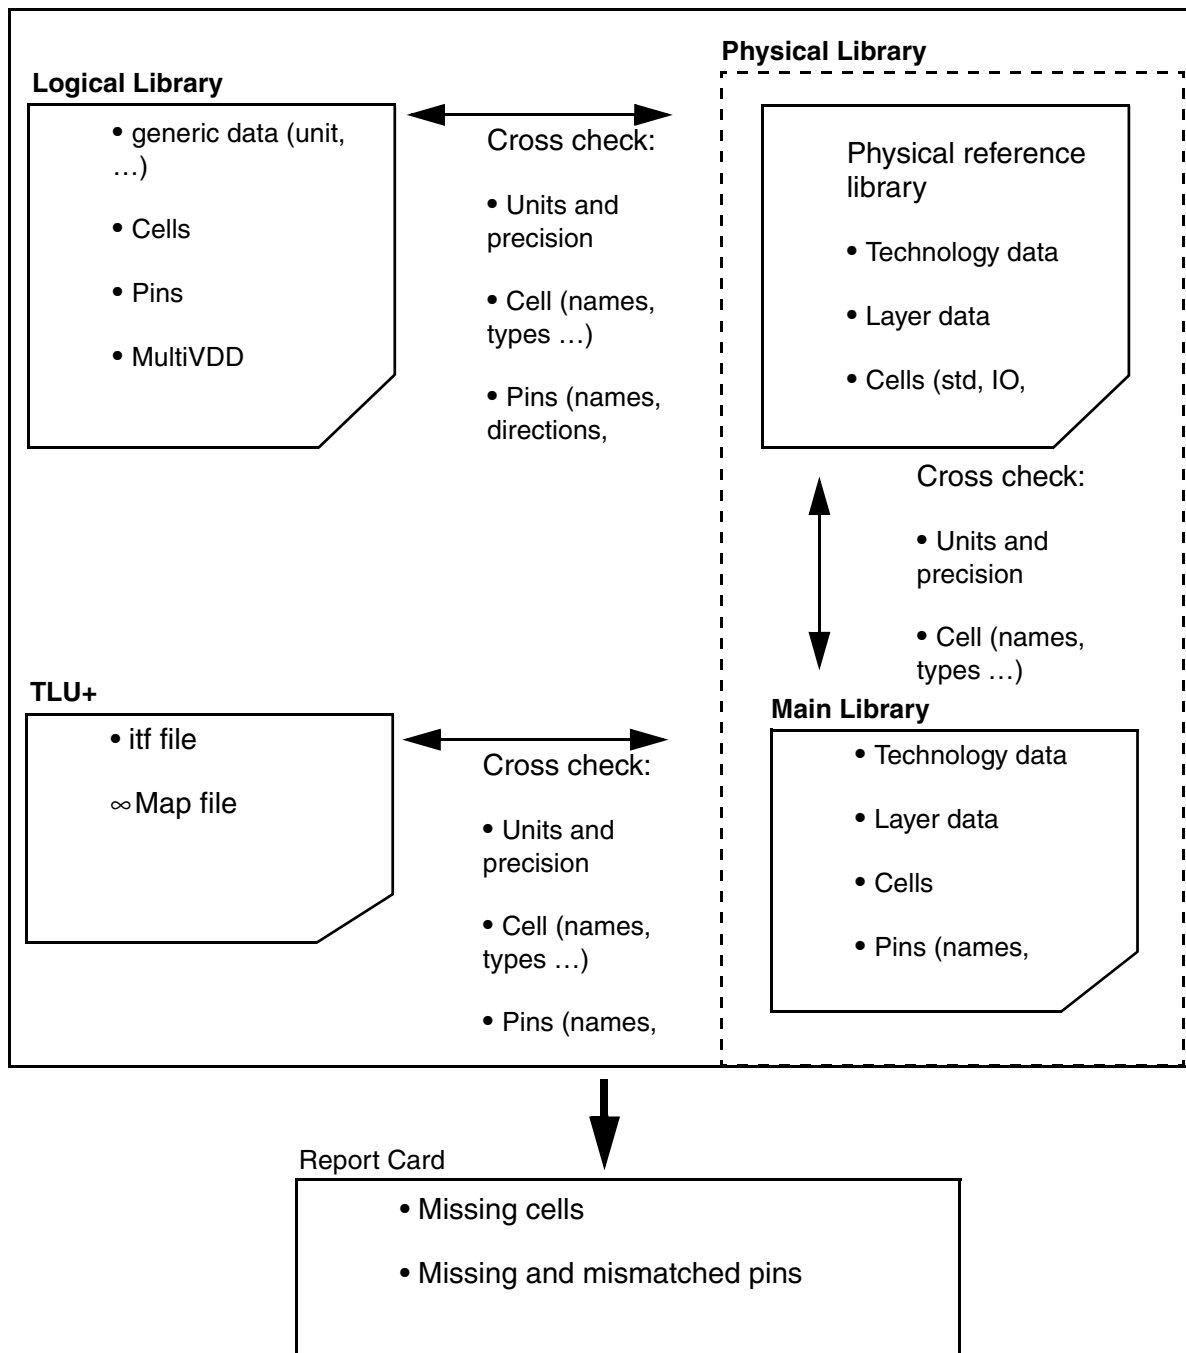 Logical Library
• generic data (unit,
…)
• Cells
• Pins
• MultiVDD
Cross check:
• Units and
precision
• Cell (names,
types …)
• Pins (names,
directions,
Physical Library
Physical reference
library
• Technology data
• Layer data
• Cells (std, IO,
Cross check:
• Units and
precision
• Cell (names,
types …)
TLU+
• itf file
∞ Map file
Cross check:
• Units and
precision
• Cell (names,
types …)
• Pins (names,
Main Library
• Technology data
• Layer data
• Cells
• Pins (names,
Report Card
• Missing cells
• Missing and mismatched pins